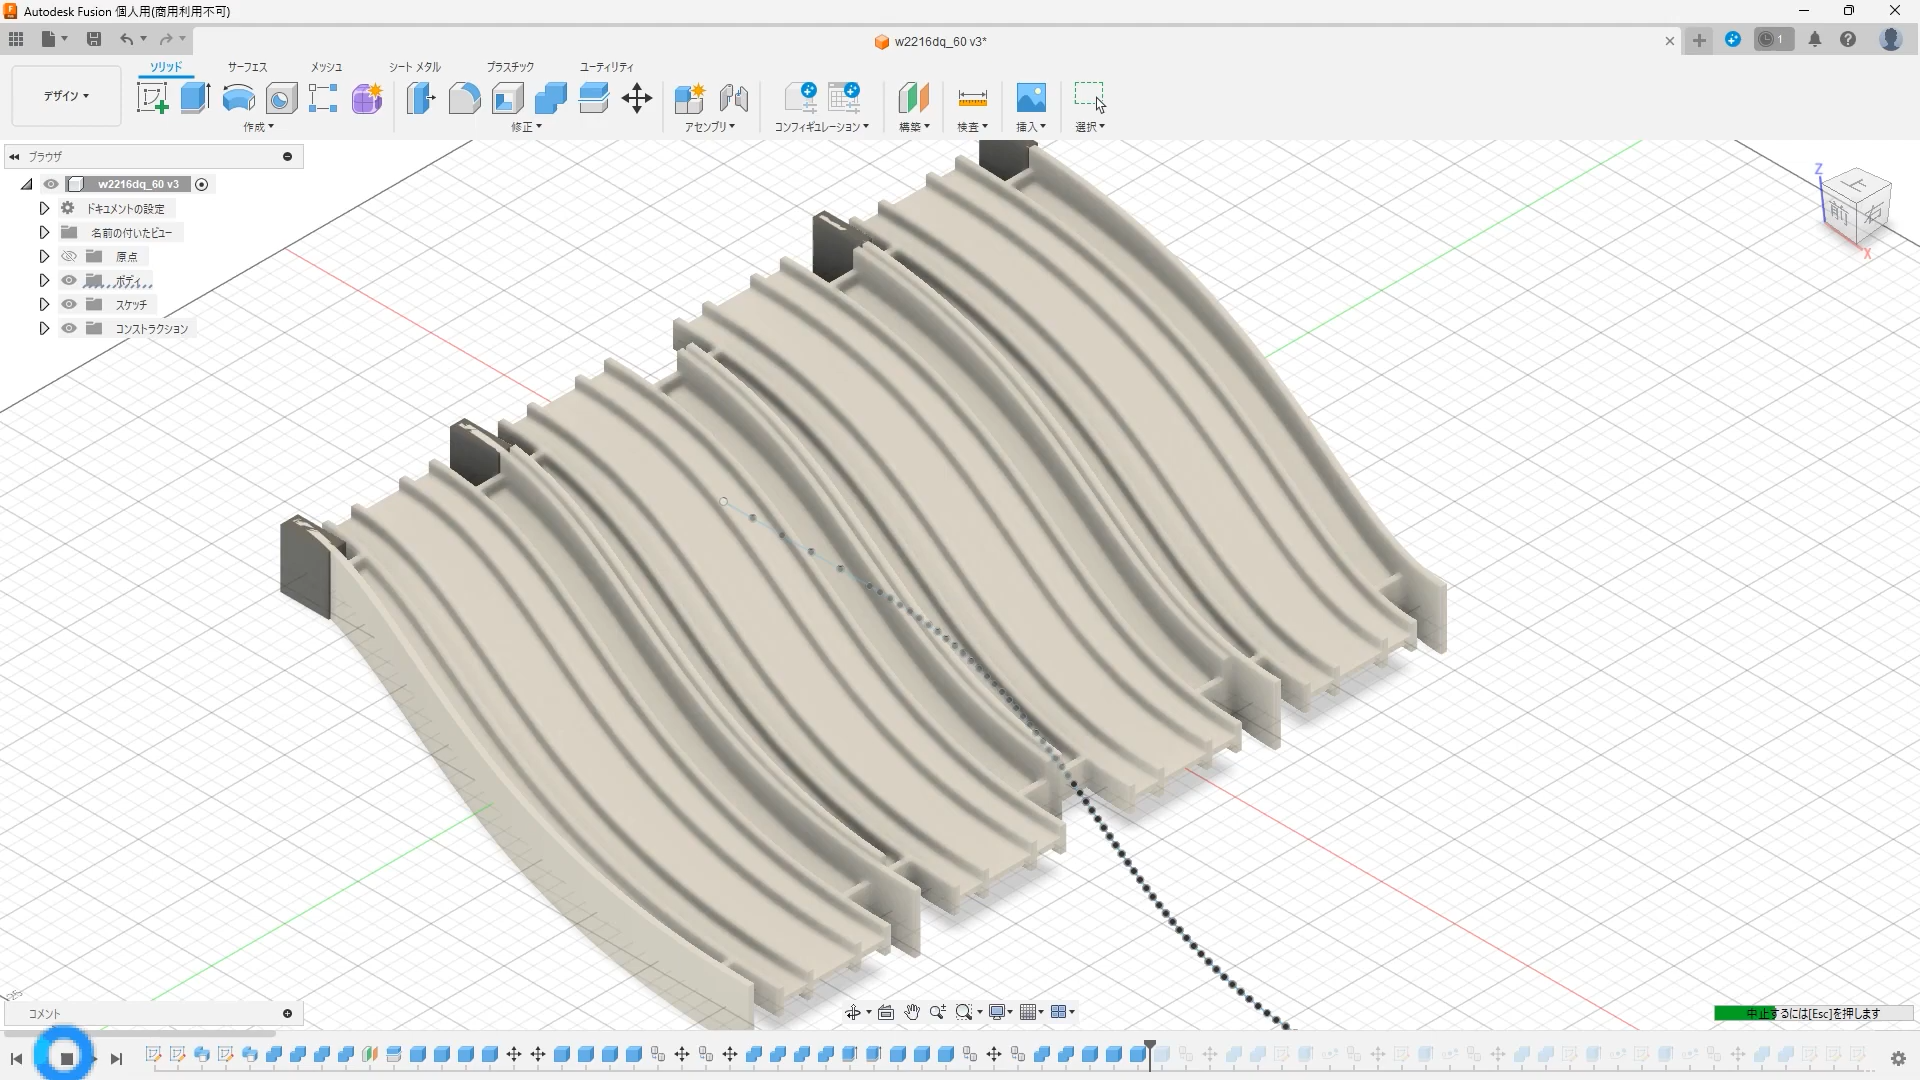 Autodesk Fusion 個人用(商用利用不可)
w2216dq_60 v3*
1
デザイン
ソリッド
サーフェス
メッシュ
シート メタル
プラスチック
ユーティリティ
作成
修正
アセンブリ
コンフィギュレーション
構築
検査
挿入
選択
ブラウザ
w2216dq_60 v3
ドキュメントの設定
名前の付いたビュー
原点
ボディ
スケッチ
コンストラクション
Z
上
前
右
X
25
コメント
中止するには[Esc]を押します